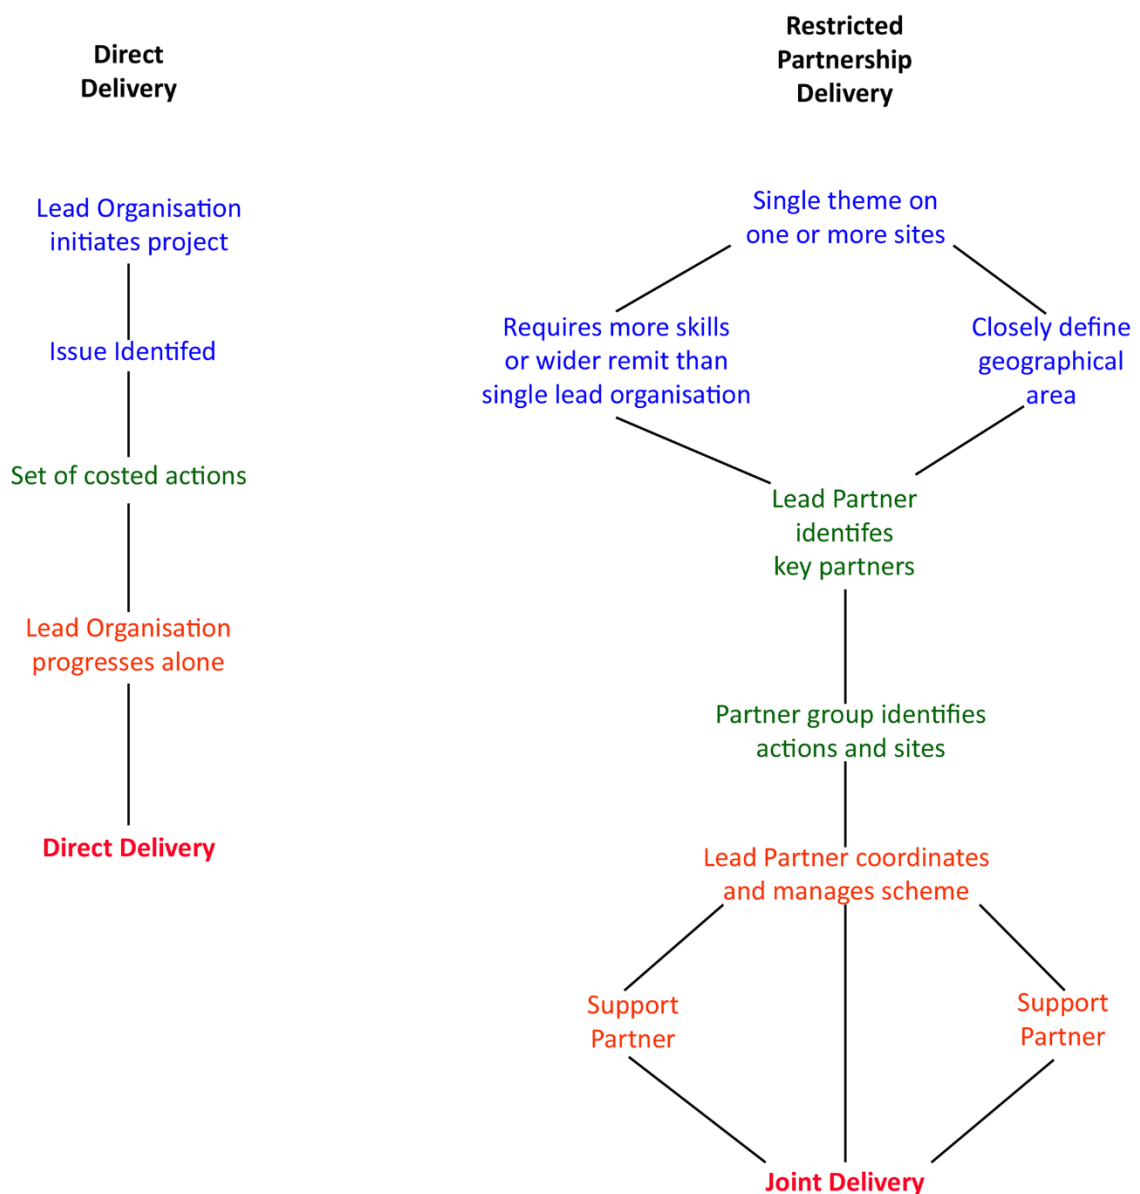 Direct
Delivery
Lead Organisation
initiates project
Issue Identifed
Set of costed actions
Lead Organisation
progresses alone
Direct Delivery
Restricted
Partnership
Delivery
Single theme on
one or more sites
Requires more skills
or wider remit than
single lead organisation
Closely define
geographical
area
Lead Partner
identifes
key partners
Partner group identifies
actions and sites
Lead Partner coordinates
and manages scheme
Support
Partner
Support
Partner
Joint Delivery